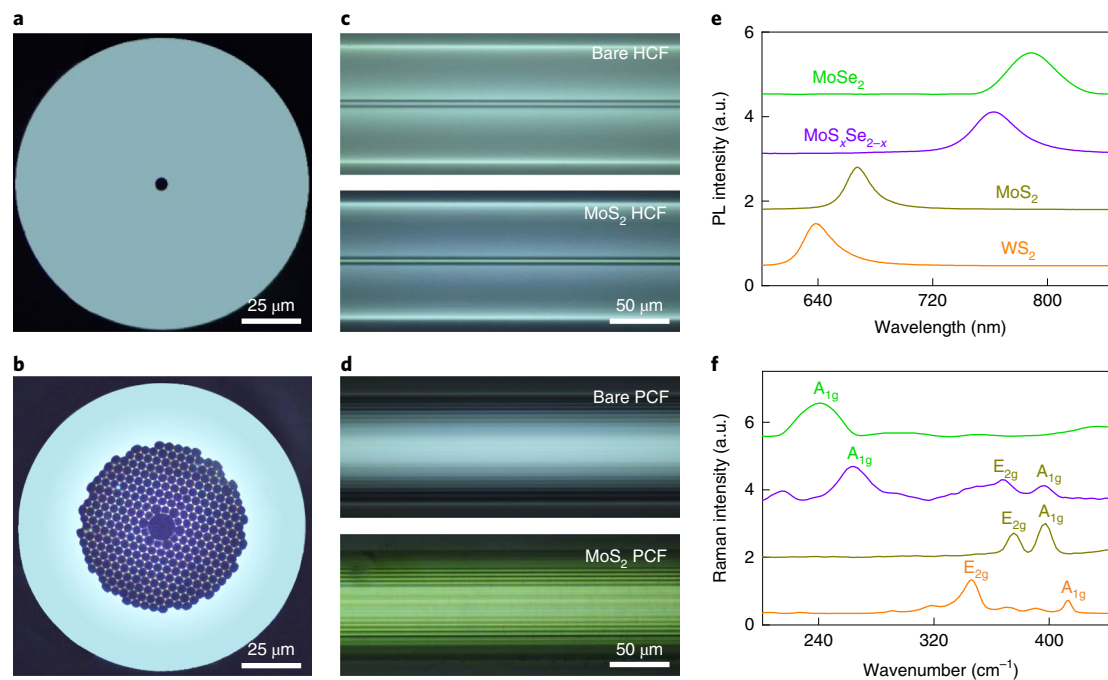 a
25 μm
b
25 μm
c
Bare HCF
MoS₂ HCF
50 μm
d
Bare PCF
MoS₂ PCF
50 μm
e
6
4
2
0
PL intensity (a.u.)
MoSe₂
MoSₓSe₂₋ₓ
MoS₂
WS₂
640 720 800
Wavelength (nm)
f
6
4
2
0
Raman intensity (a.u.)
A₁g
A₁g
E₂g
A₁g
E₂g
A₁g
E₂g
A₁g
240 320 400
Wavenumber (cm⁻¹)